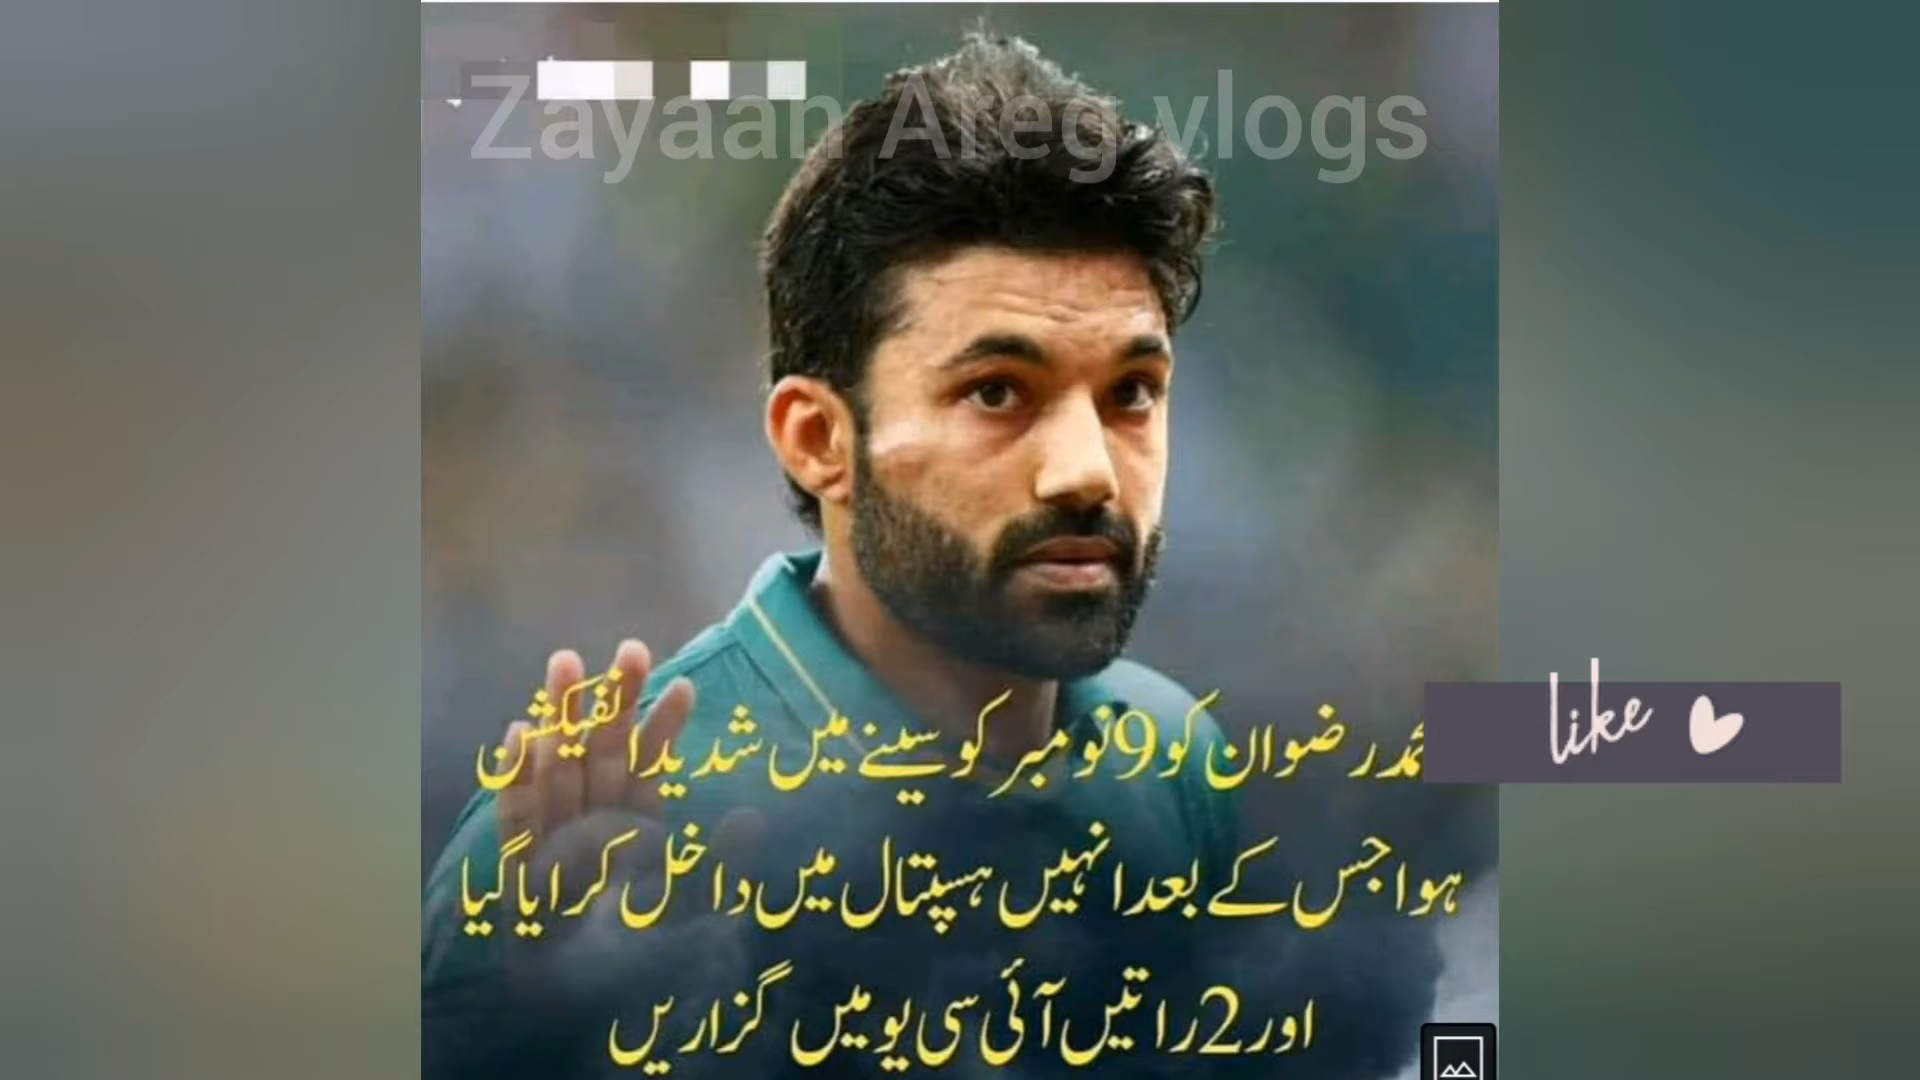 Zayaan Areg vlogs
رضوان کو 9 نومبر کو سینے میں شدید انفیکشن
like
ہوا جس کے بعد انہیں ہسپتال میں داخل کرایا گیا
اور 2 راتیں آئی سی یو میں گزاریں